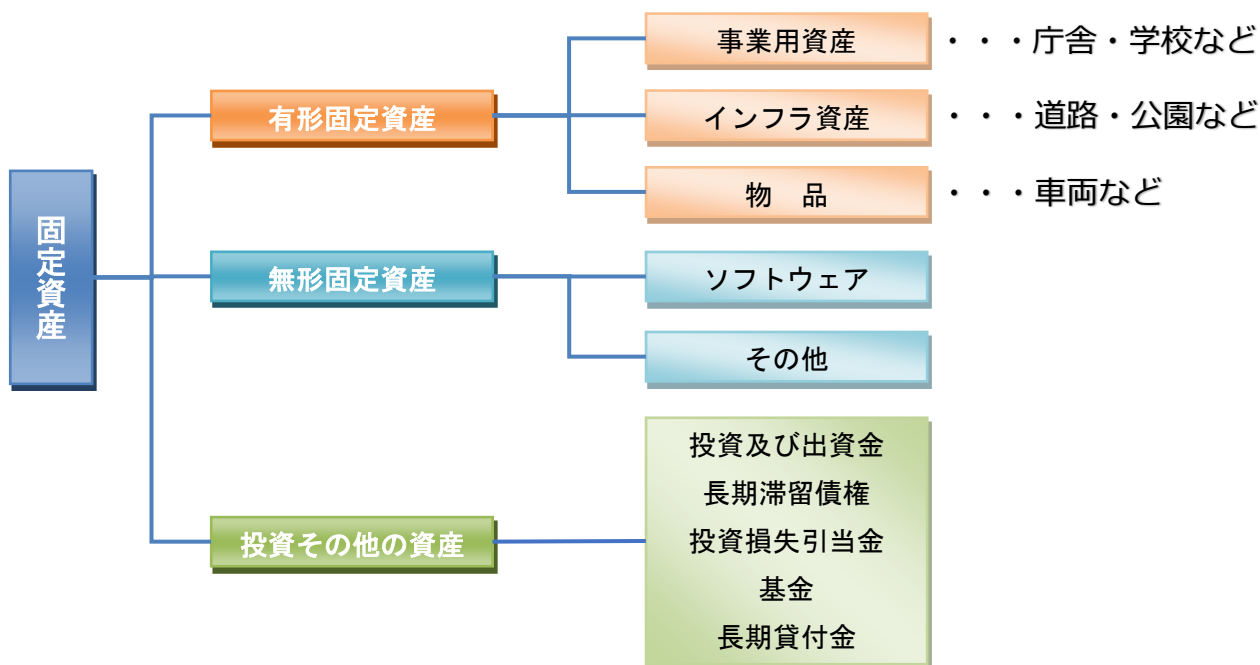 固定資産
有形固定資産
事業用資産 ・・・庁舎・学校など
インフラ資産 ・・・道路・公園など
物　品 ・・・車両など
無形固定資産
ソフトウェア
その他
投資その他の資産
投資及び出資金
長期滞留債権
投資損失引当金
基金
長期貸付金